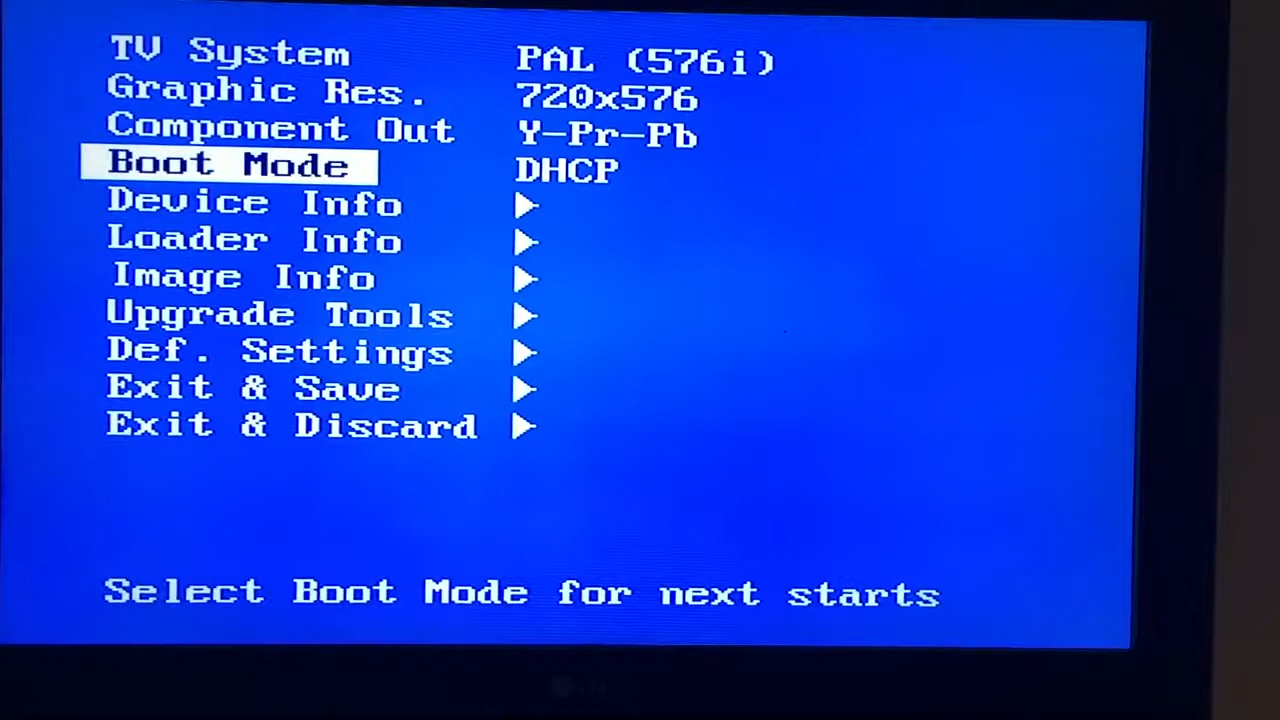 TV System PAL (576i)
Graphic Res. 720x576
Component Out Y-Pr-Pb
Boot Mode DHCP
Device Info
Loader Info
Image Info
Upgrade Tools
Def. Settings
Exit & Save
Exit & Discard
Select Boot Mode for next starts